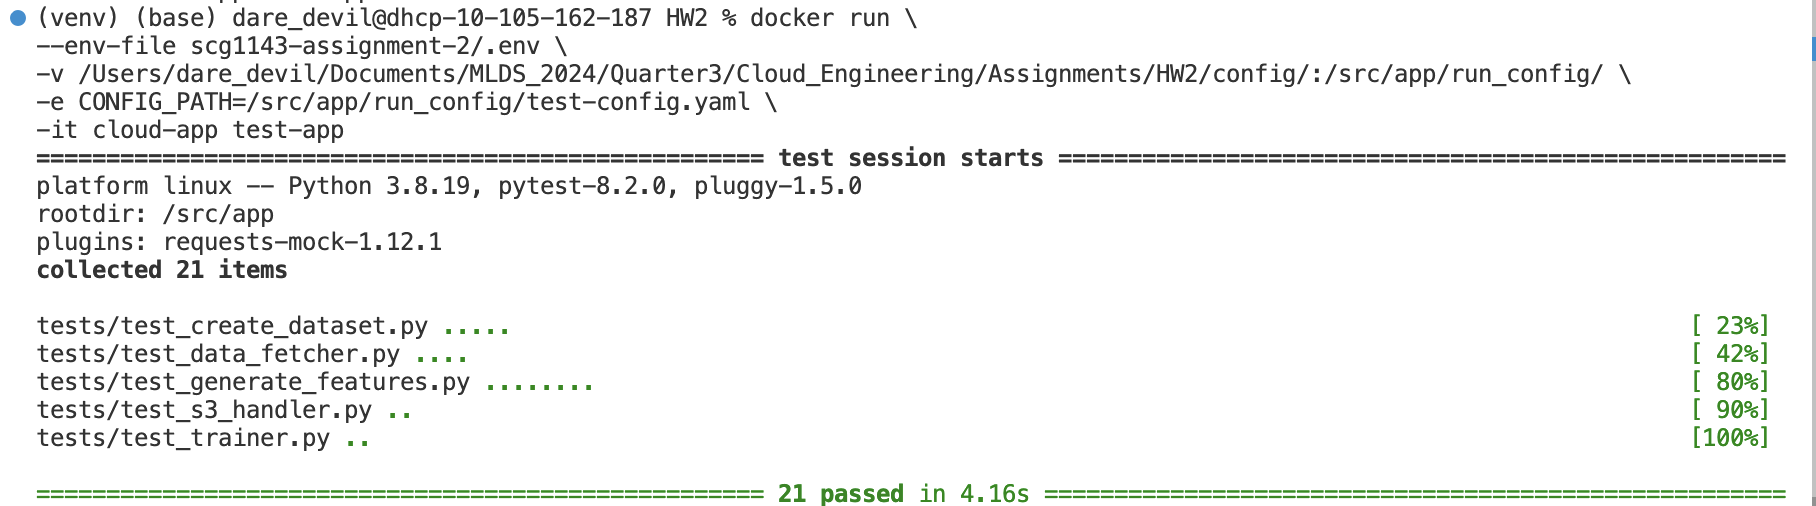 (venv) (base) dare_devil@dhcp-10-105-162-187 HW2 % docker run \
--env-file scg1143-assignment-2/.env \
-v /Users/dare_devil/Documents/MLDS_2024/Quarter3/Cloud_Engineering/Assignments/HW2/config/:/src/app/run_config/ \
-e CONFIG_PATH=/src/app/run_config/test-config.yaml \
-it cloud-app test-app
==================================================== test session starts ====================================================
platform linux -- Python 3.8.19, pytest-8.2.0, pluggy-1.5.0
rootdir: /src/app
plugins: requests-mock-1.12.1
collected 21 items
tests/test_create_dataset.py ..... [ 23%]
tests/test_data_fetcher.py .... [ 42%]
tests/test_generate_features.py ........ [ 80%]
tests/test_s3_handler.py .. [ 90%]
tests/test_trainer.py .. [100%]
==================================================== 21 passed in 4.16s =====================================================